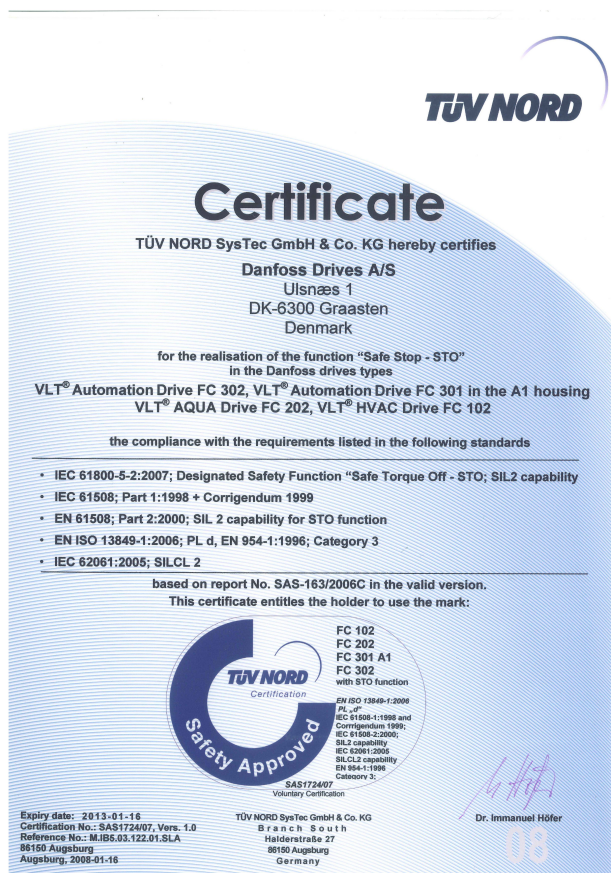 TÜV NORD
Certificate
TÜV NORD SysTec GmbH & Co. KG hereby certifies
Danfoss Drives A/S
Ulsnæs 1
DK-6300 Graasten
Denmark
for the realisation of the function “Safe Stop - STO”
in the Danfoss drives types
VLT® Automation Drive FC 302, VLT® Automation Drive FC 301 in the A1 housing
VLT® AQUA Drive FC 202, VLT® HVAC Drive FC 102
the compliance with the requirements listed in the following standards
• IEC 61800-5-2:2007; Designated Safety Function “Safe Torque Off - STO; SIL2 capability
• IEC 61508; Part 1:1998 + Corrigendum 1999
• EN 61508; Part 2:2000; SIL 2 capability for STO function
• EN ISO 13849-1:2006; PL d, EN 954-1:1996; Category 3
• IEC 62061:2005; SILCL 2
based on report No. SAS-163/2006C in the valid version.
This certificate entitles the holder to use the mark:
TÜV NORD
Certification
Safety Approved
FC 102
FC 202
FC 301 A1
FC 302
with STO function
EN ISO 13849-1:2006
PL „d“
IEC 61508-1:1998 and
Corrrigendum 1999;
IEC 61508-2:2000;
SIL2 capability
IEC 62061:2005
SILCL2 capability
EN 954-1:1996
Category 3;
SAS1724/07
Voluntary Certification
Expiry date: 2013-01-16
Certification No.: SAS1724/07, Vers. 1.0
Reference No.: M.IB5.03.122.01.SLA
86150 Augsburg
Augsburg, 2008-01-16
TÜV NORD SysTec GmbH & Co. KG
Branch South
Halderstraße 27
86150 Augsburg
Germany
Dr. Immanuel Höfer
08